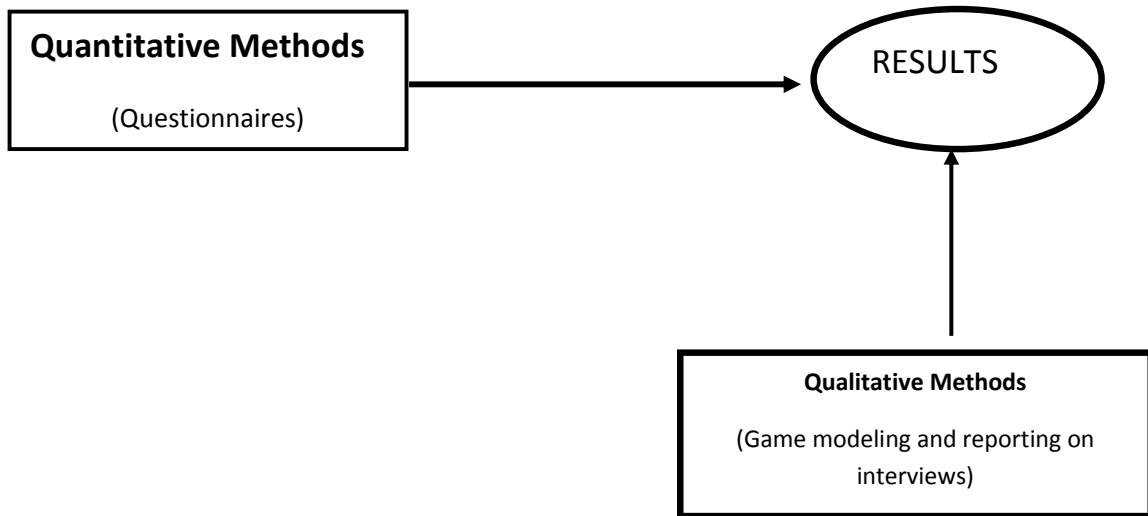 Quantitative Methods
(Questionnaires)
RESULTS
Qualitative Methods
(Game modeling and reporting on
interviews)